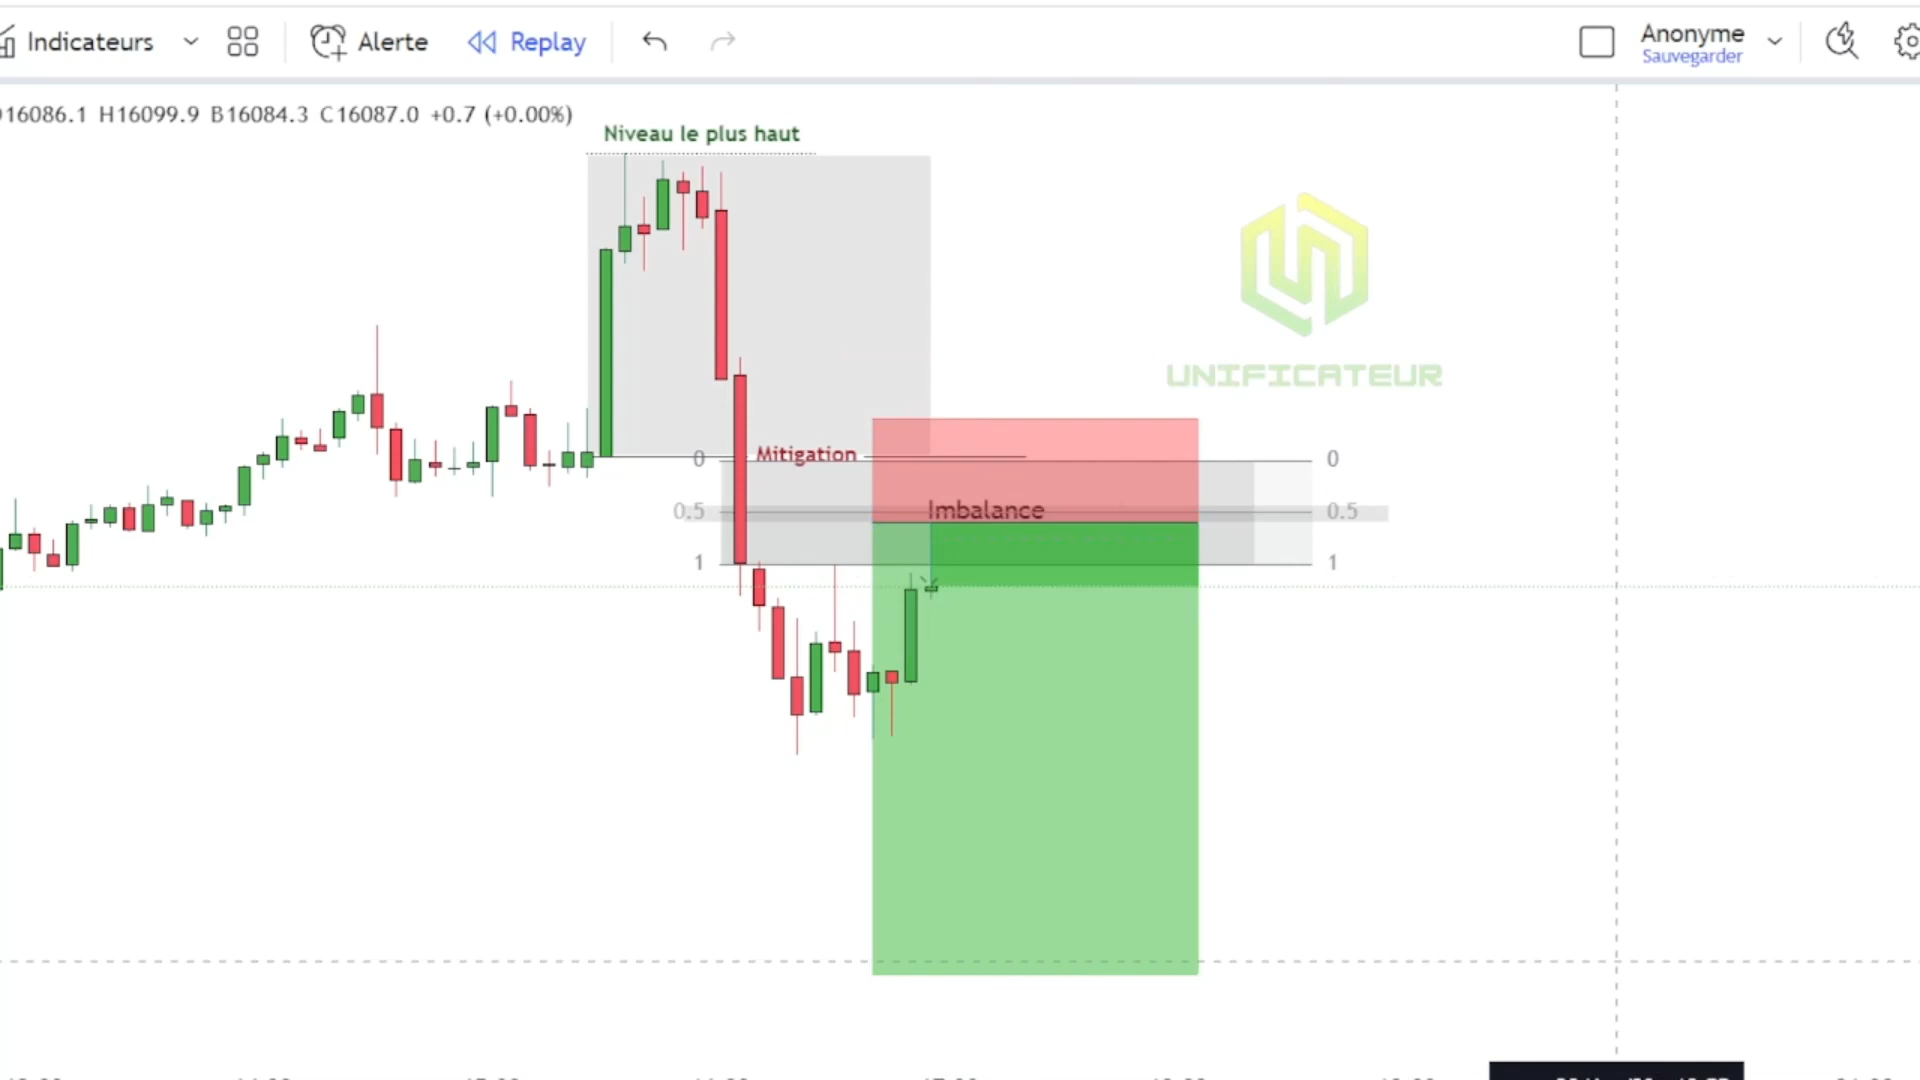 Indicateurs
Alerte
Replay
Anonyme
Sauvegarder
16086.1 H16099.9 B16084.3 C16087.0 +0.7 (+0.00%)
Niveau le plus haut
UNIFICATEUR
0 Mitigation 0
0.5 Imbalance 0.5
1 1